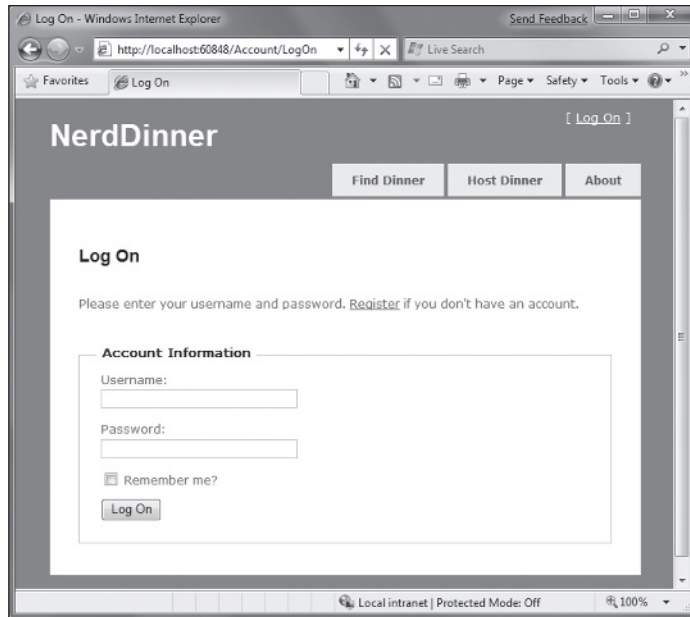 Log On - Windows Internet Explorer
Send Feedback
http://localhost:60848/Account/LogOn
Live Search
Favorites
Log On
Page
Safety
Tools
[ Log On ]
NerdDinner
Find Dinner
Host Dinner
About
Log On
Please enter your username and password. Register if you don't have an account.
Account Information
Username:
Password:
Remember me?
Log On
Local intranet | Protected Mode: Off
100%